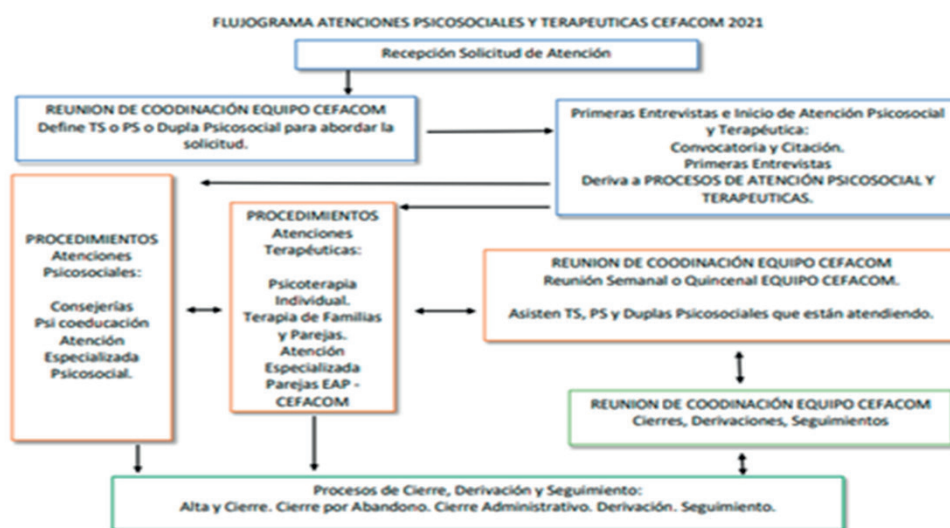 FLUJOGRAMA ATENCIONES PSICOSOCIALES Y TERAPEUTICAS CEFACOM 2021
Recepción Solicitud de Atención
REUNION DE COODINACIÓN EQUIPO CEFACOM
Define TS o PS o Dupla Psicosocial para abordar la
solicitud.
Primeras Entrevistas e Inicio de Atención Psicosocial
y Terapéutica:
Convocatoria y Citación.
Primeras Entrevistas
Deriva a PROCESOS DE ATENCIÓN PSICOSOCIAL Y
TERAPEUTICAS.
PROCEDIMIENTOS
Atenciones
Psicosociales:
Consejerías
Psi coeducación
Atención
Especializada
Psicosocial.
PROCEDIMIENTOS
Atenciones
Terapéuticas:
Psicoterapia
Individual.
Terapia de Familias
y Parejas.
Atención
Especializada
Parejas EAP -
CEFACOM
REUNION DE COODINACIÓN EQUIPO CEFACOM
Reunión Semanal o Quincenal EQUIPO CEFACOM.
Asisten TS, PS y Duplas Psicosociales que están atendiendo.
REUNION DE COODINACIÓN EQUIPO CEFACOM
Cierres, Derivaciones, Seguimientos
Procesos de Cierre, Derivación y Seguimiento:
Alta y Cierre. Cierre por Abandono. Cierre Administrativo. Derivación. Seguimiento.